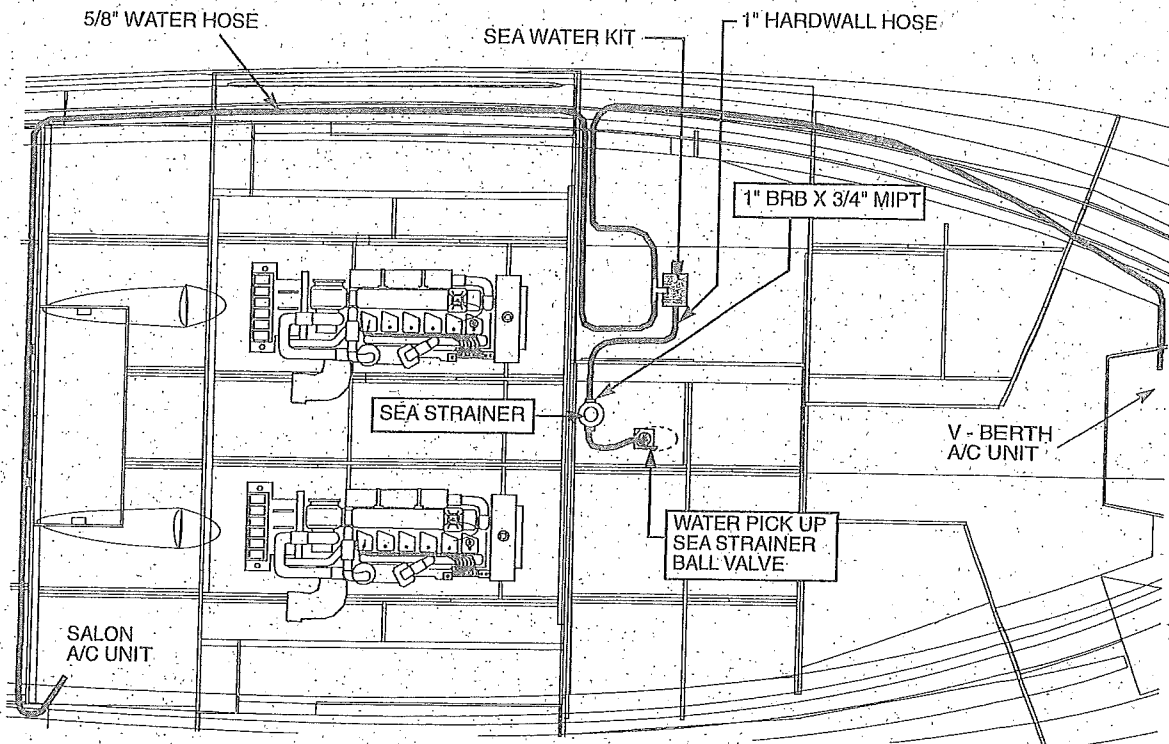 5/8" WATER HOSE
SEA WATER KIT
1" HARDWALL HOSE
1" BRB X 3/4" MIPT
SEA STRAINER
V - BERTH
A/C UNIT
WATER PICK UP
SEA STRAINER
BALL VALVE
SALON
A/C UNIT